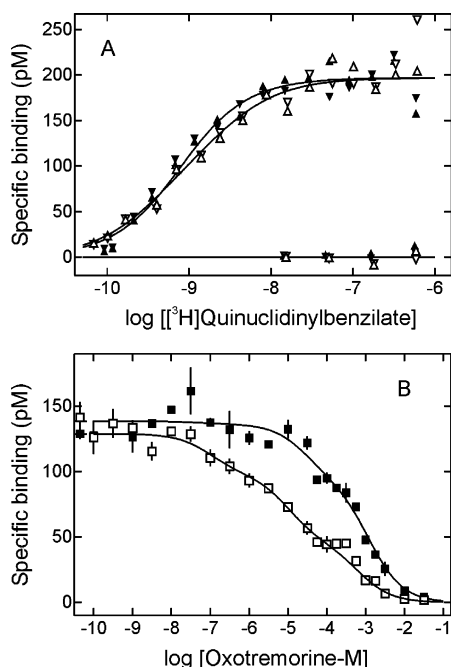 A
Specific binding (pM)
250
200
150
100
50
0
-10 -9 -8 -7 -6
log [[³H]Quinuclidinylbenzilate]
B
Specific binding (pM)
150
100
50
0
-10 -9 -8 -7 -6 -5 -4 -3 -2 -1
log [Oxotremorine-M]